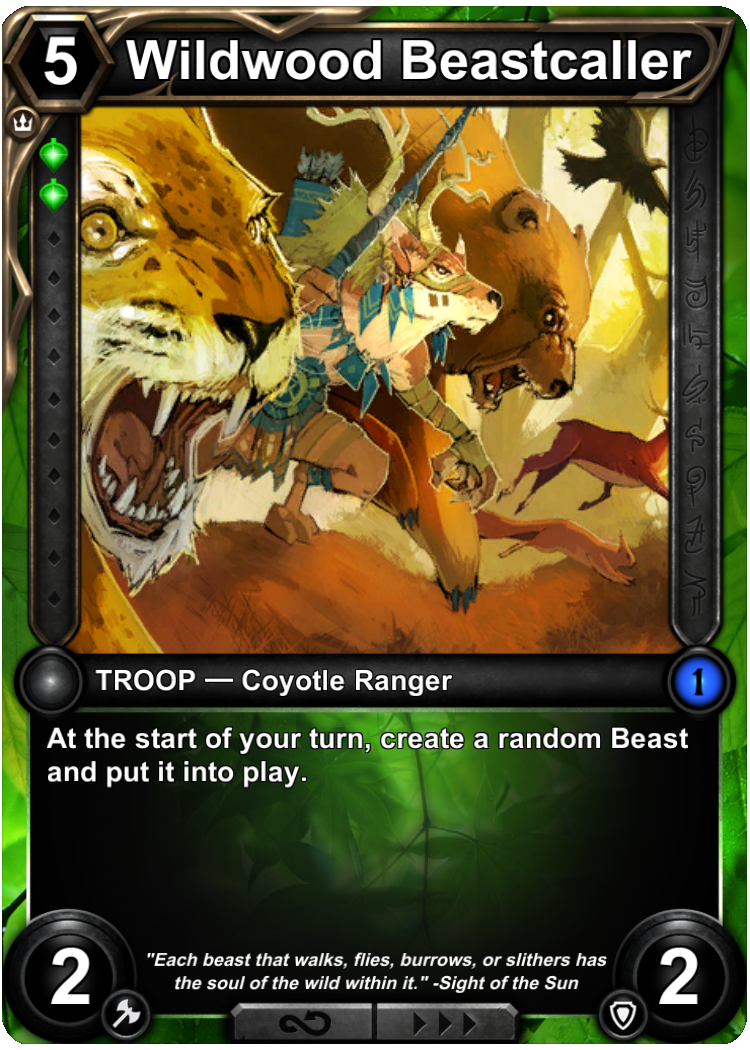 5 Wildwood Beastcaller
TROOP — Coyotle Ranger
1
At the start of your turn, create a random Beast
and put it into play.
"Each beast that walks, flies, burrows, or slithers has
the soul of the wild within it." -Sight of the Sun
2
2